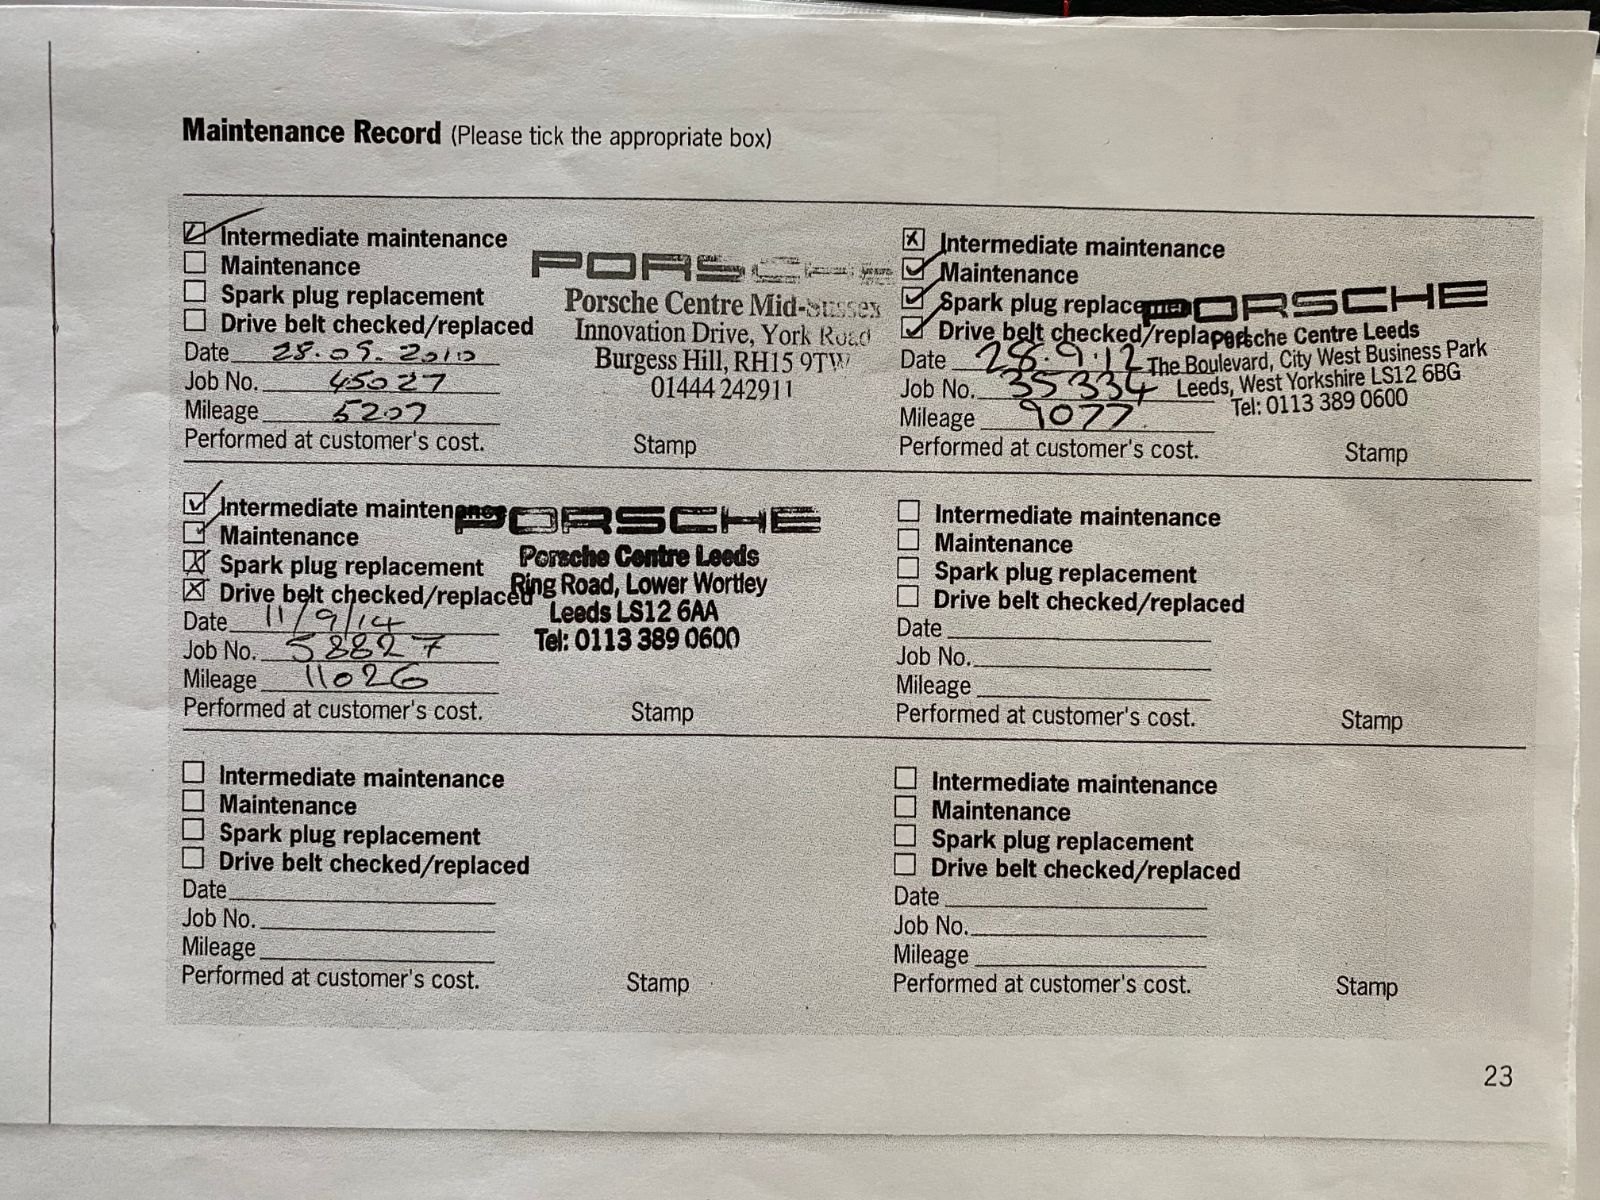 Maintenance Record (Please tick the appropriate box)
Intermediate maintenance
Maintenance
Spark plug replacement
Drive belt checked/replaced
Date 28.09.2010
Job No. 45027
Mileage 5207
Performed at customer's cost.
PORSCHE
Porsche Centre Mid-Sussex
Innovation Drive, York Road
Burgess Hill, RH15 9TW
01444 242911
Stamp
Intermediate maintenance
Maintenance
Spark plug replacement
Drive belt checked/replaced
Date 28.9.12
Job No. 35334
Mileage 9077
Performed at customer's cost.
PORSCHE
Porsche Centre Leeds
The Boulevard, City West Business Park
Leeds, West Yorkshire LS12 6BG
Tel: 0113 389 0600
Stamp
Intermediate maintenance
Maintenance
Spark plug replacement
Drive belt checked/replaced
Date 11/9/14
Job No. 58827
Mileage 11026
Performed at customer's cost.
PORSCHE
Porsche Centre Leeds
Ring Road, Lower Wortley
Leeds LS12 6AA
Tel: 0113 389 0600
Stamp
Intermediate maintenance
Maintenance
Spark plug replacement
Drive belt checked/replaced
Date
Job No.
Mileage
Performed at customer's cost.
Stamp
Intermediate maintenance
Maintenance
Spark plug replacement
Drive belt checked/replaced
Date
Job No.
Mileage
Performed at customer's cost.
Stamp
Intermediate maintenance
Maintenance
Spark plug replacement
Drive belt checked/replaced
Date
Job No.
Mileage
Performed at customer's cost.
Stamp
23